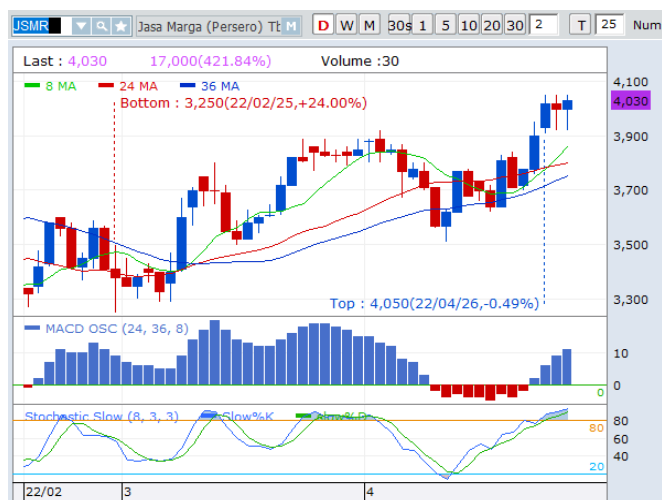 JSMR Jasa Marga (Persero) Tb M D W M 30s 1 5 10 20 30 2 T 25 Num
Last : 4,030 17,000(421.84%) Volume :30
8 MA 24 MA 36 MA
Bottom : 3,250(22/02/25,+24.00%)
4,100
4,030
3,900
3,700
3,500
3,300
Top : 4,050(22/04/26,-0.49%)
MACD OSC (24, 36, 8)
10
0
0
Stochastic Slow (8, 3, 3) Slow%K Slow%D
80
80
60
40
20
22/02 3 4